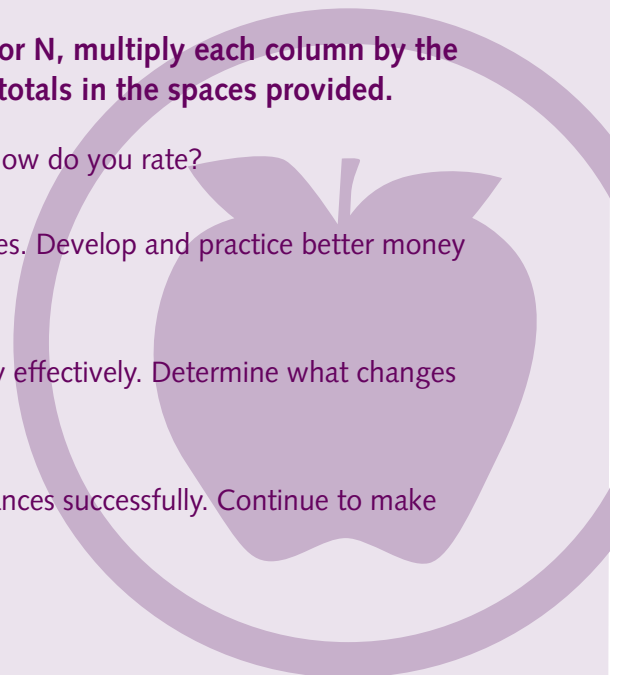 or N, multiply each column by the
totals in the spaces provided.
ow do you rate?
es. Develop and practice better money
y effectively. Determine what changes
ances successfully. Continue to make